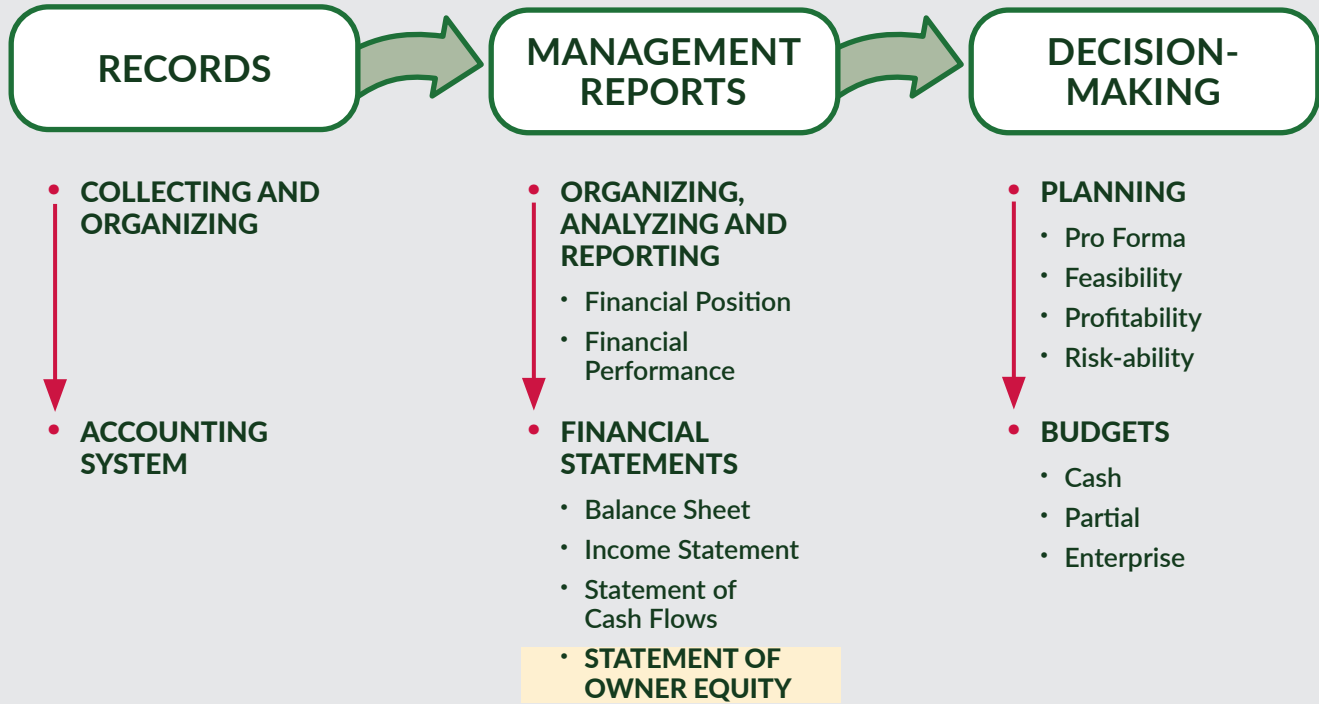 RECORDS
MANAGEMENT
REPORTS
DECISION-
MAKING
• COLLECTING AND
ORGANIZING
• ACCOUNTING
SYSTEM
• ORGANIZING,
ANALYZING AND
REPORTING
• Financial Position
• Financial
Performance
• FINANCIAL
STATEMENTS
• Balance Sheet
• Income Statement
• Statement of
Cash Flows
• STATEMENT OF
OWNER EQUITY
• PLANNING
• Pro Forma
• Feasibility
• Profitability
• Risk-ability
• BUDGETS
• Cash
• Partial
• Enterprise